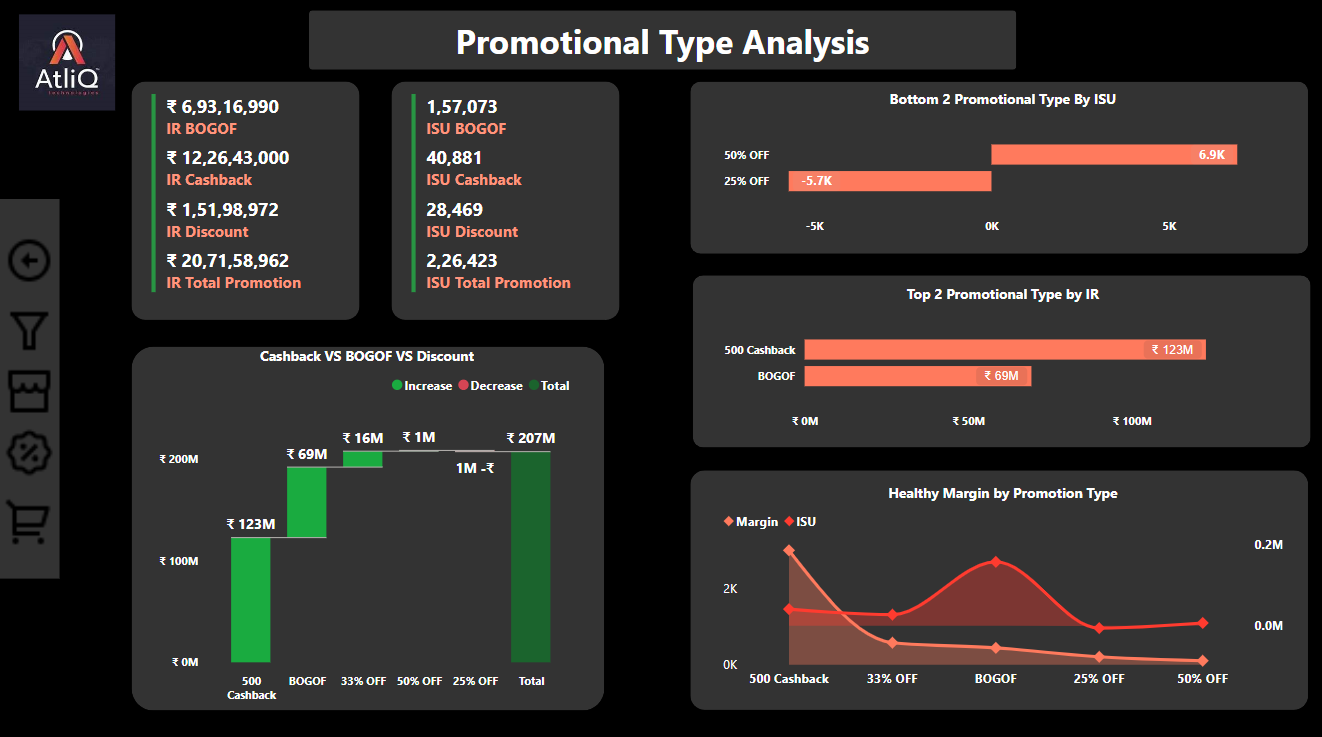 AtliQ
technologies
Promotional Type Analysis
₹ 6,93,16,990
IR BOGOF
₹ 12,26,43,000
IR Cashback
₹ 1,51,98,972
IR Discount
₹ 20,71,58,962
IR Total Promotion
1,57,073
ISU BOGOF
40,881
ISU Cashback
28,469
ISU Discount
2,26,423
ISU Total Promotion
Cashback VS BOGOF VS Discount
Increase Decrease Total
₹ 200M
₹ 100M
₹ 0M
₹ 123M
₹ 69M
₹ 16M
₹ 1M
1M -₹
₹ 207M
500 Cashback
BOGOF
33% OFF
50% OFF
25% OFF
Total
Bottom 2 Promotional Type By ISU
50% OFF
6.9K
25% OFF
-5.7K
-5K 0K 5K
Top 2 Promotional Type by IR
500 Cashback
₹ 123M
BOGOF
₹ 69M
₹ 0M ₹ 50M ₹ 100M
Healthy Margin by Promotion Type
Margin ISU
2K
0K
0.2M
0.0M
500 Cashback 33% OFF BOGOF 25% OFF 50% OFF